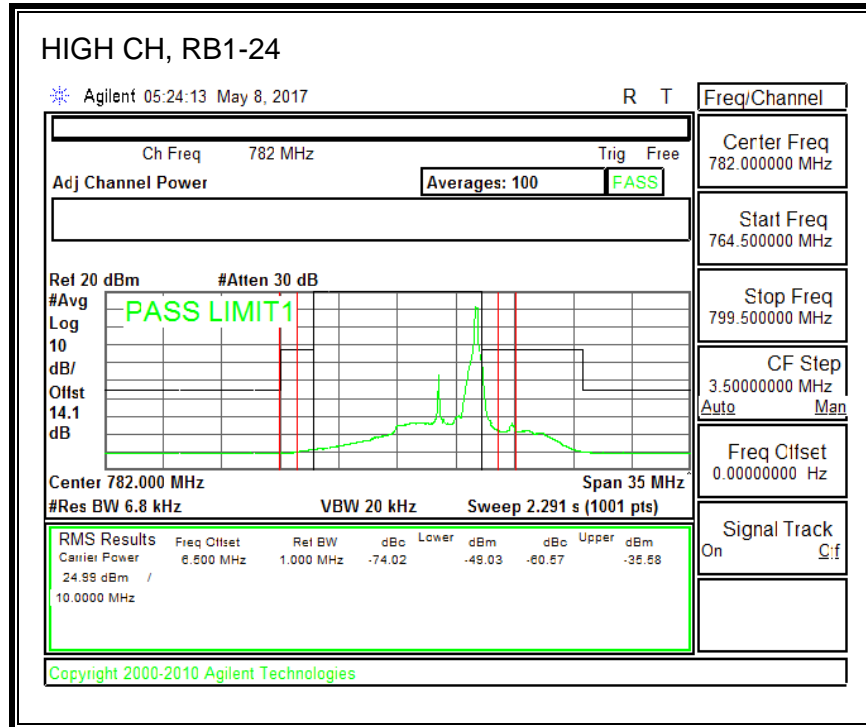 HIGH CH, RB1-24
Agilent 05:24:13 May 8, 2017 R T
Ch Freq 782 MHz Trig Free
Adj Channel Power Averages: 100 PASS
Ref 20 dBm #Atten 30 dB
#Avg
Log
10
dB/
Offst
14.1
dB
PASS LIMIT1
Center 782.000 MHz Span 35 MHz
#Res BW 6.8 kHz VBW 20 kHz Sweep 2.291 s (1001 pts)
RMS Results Freq Offset Ref BW dBc Lower dBm dBc Upper dBm
Carrier Power 6.500 MHz 1.000 MHz -74.02 -49.03 -60.57 -35.58
24.99 dBm /
10.0000 MHz
Copyright 2000-2010 Agilent Technologies
Freq/Channel
Center Freq
782.000000 MHz
Start Freq
764.500000 MHz
Stop Freq
799.500000 MHz
CF Step
3.50000000 MHz
Auto Man
Freq Offset
0.00000000 Hz
Signal Track
On Off